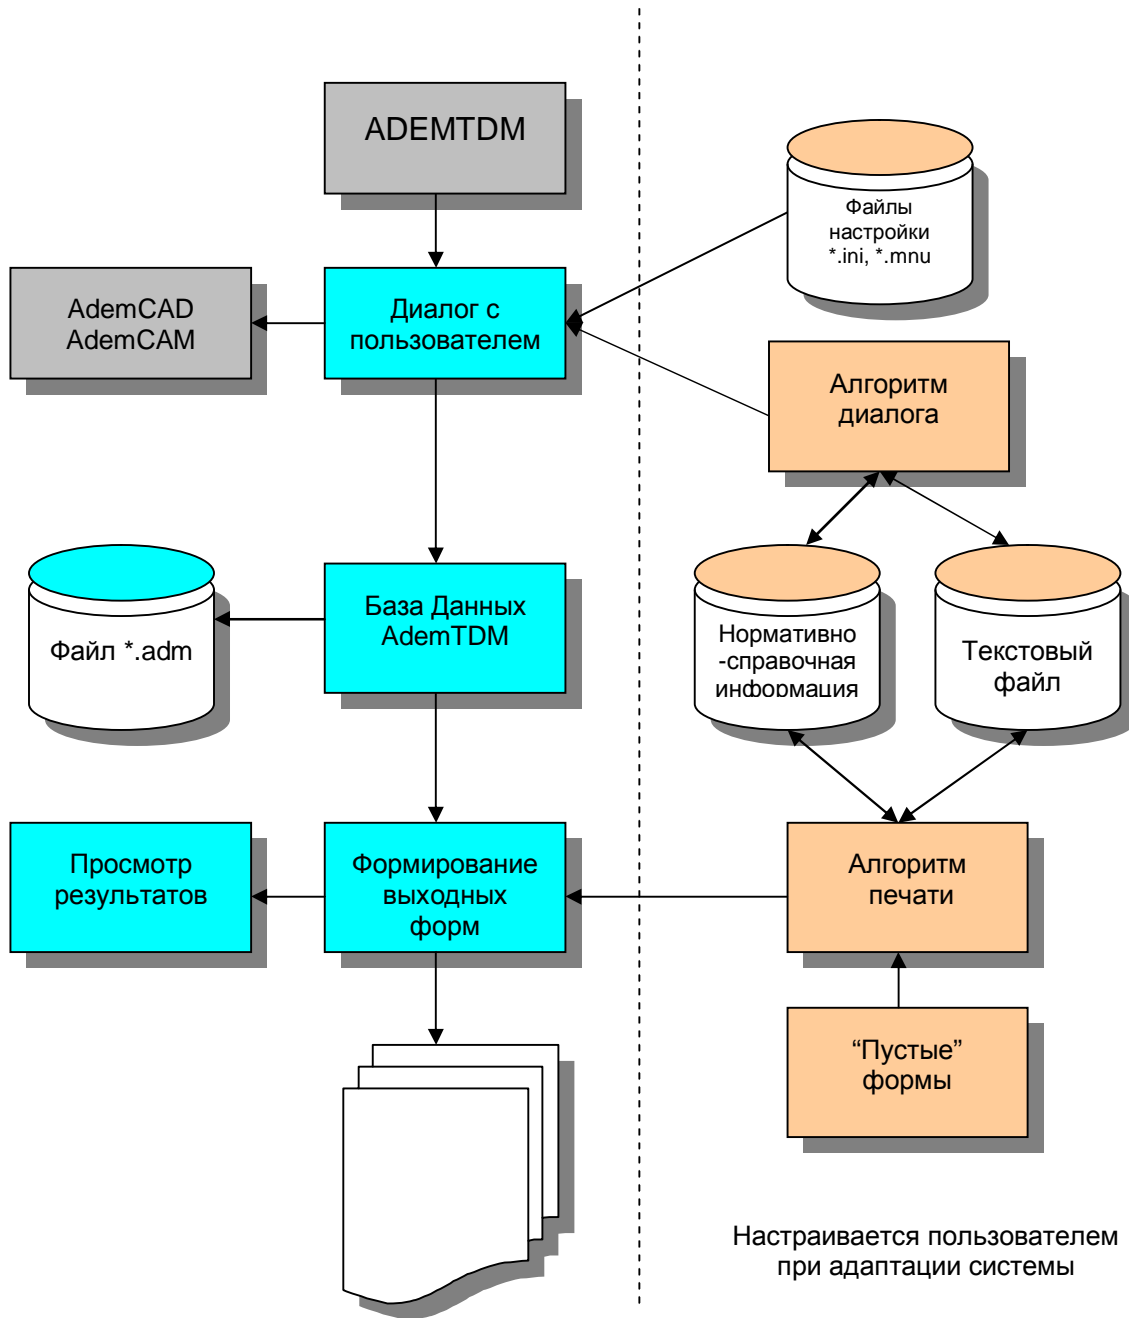 ADEMTDM
Файлы
настройки
*.ini, *.mnu
AdemCAD
AdemCAM
Диалог с
пользователем
Алгоритм
диалога
Файл *.adm
База Данных
AdemTDM
Нормативно
-справочная
информация
Текстовый
файл
Просмотр
результатов
Формирование
выходных
форм
Алгоритм
печати
“Пустые”
формы
Настраивается пользователем
при адаптации системы